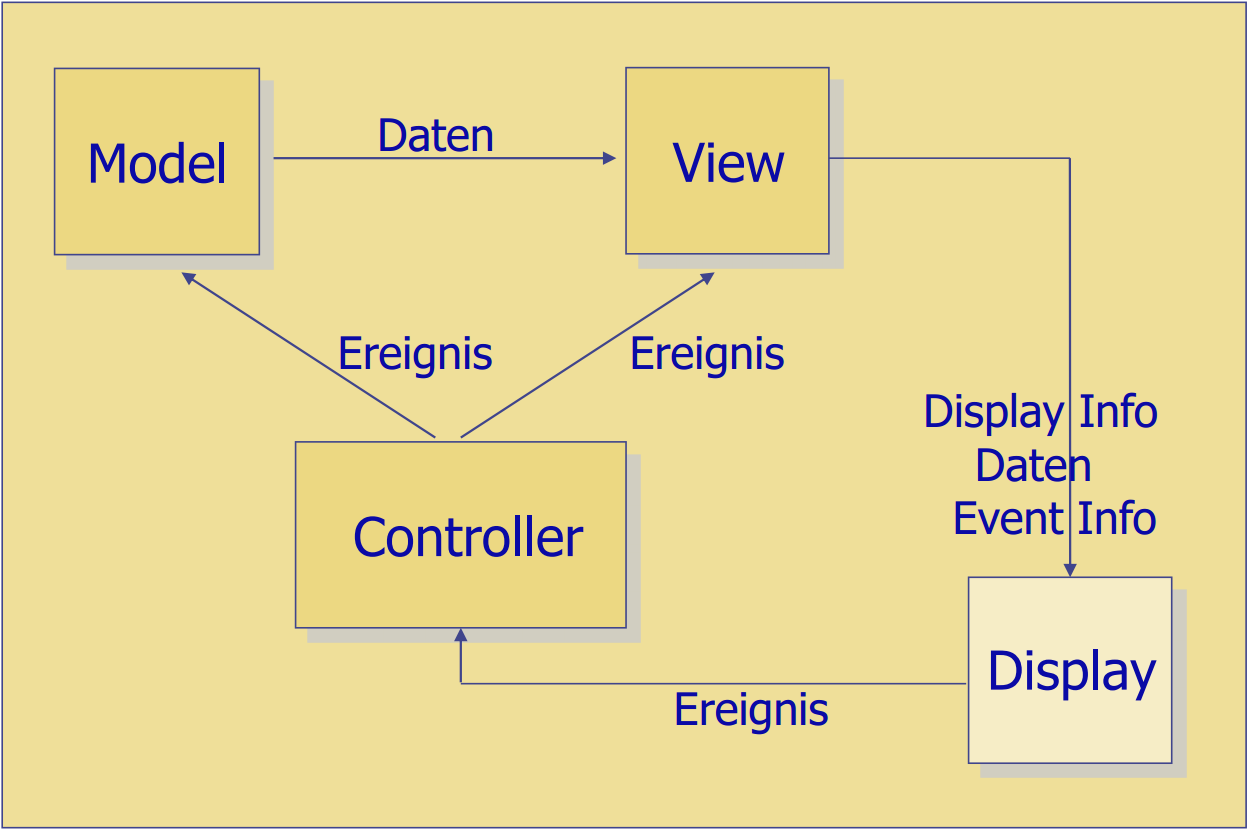 Model
Daten
View
Ereignis
Ereignis
Display Info
Daten
Event Info
Controller
Display
Ereignis